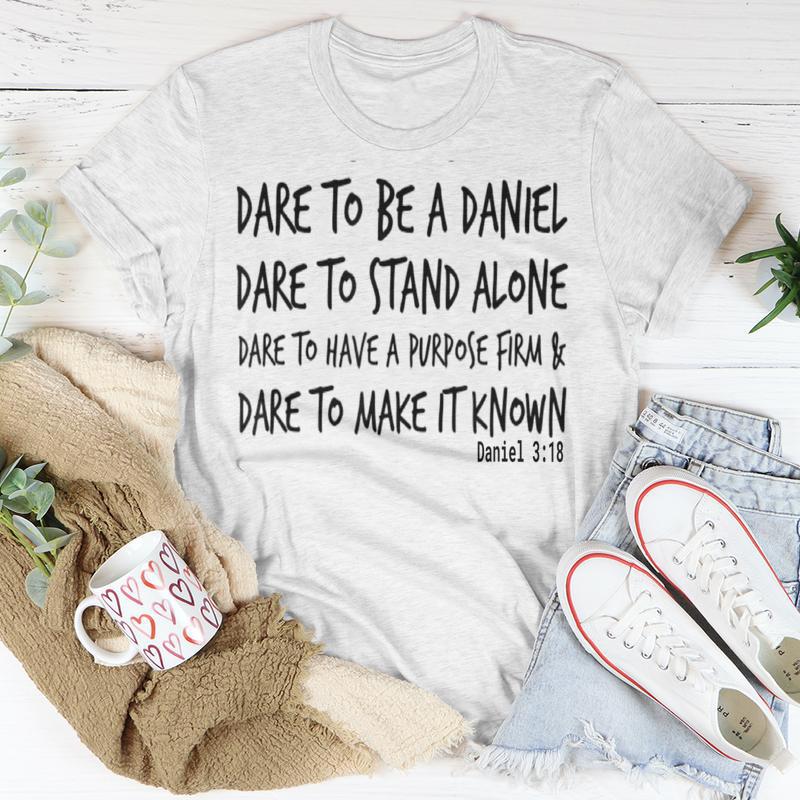 DARE TO BE A DANIEL
DARE TO STAND ALONE
DARE TO HAVE A PURPOSE FIRM &
DARE TO MAKE IT KNOWN
Daniel 3:18